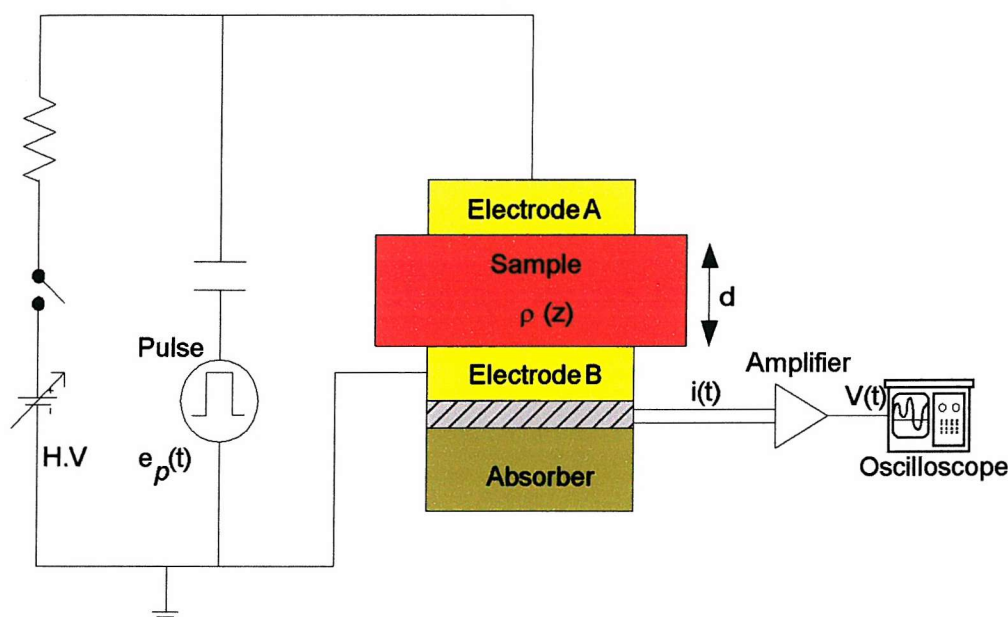 Electrode A
Sample
ρ (z)
d
Pulse
Electrode B
Amplifier
i(t)
V(t)
+
-
H.V
e_p(t)
Absorber
Oscilloscope